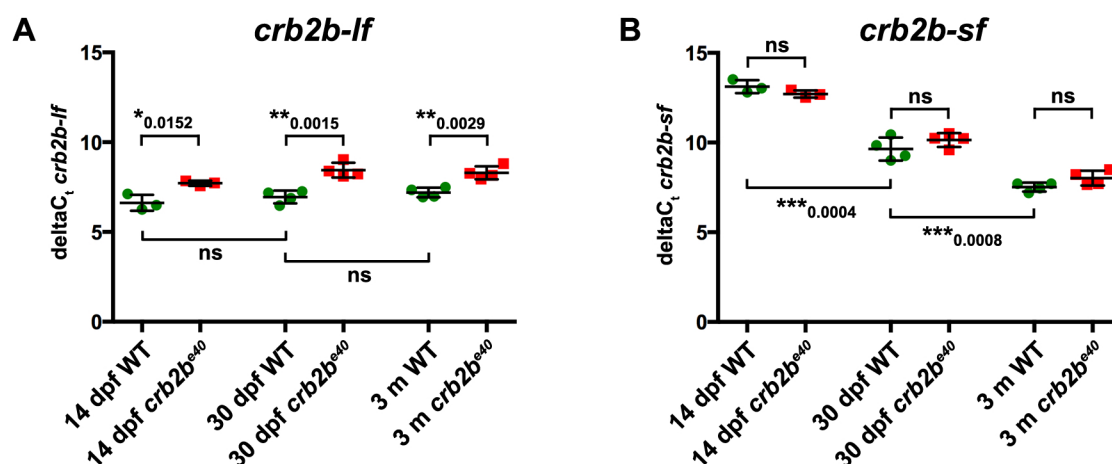 A
crb2b-lf
deltaCt crb2b-lf
15
10
5
0
*0.0152
**0.0015
**0.0029
ns
ns
14 dpf WT
14 dpf crb2be40
30 dpf WT
30 dpf crb2be40
3 m WT
3 m crb2be40
B
crb2b-sf
deltaCt crb2b-sf
15
10
5
0
ns
ns
ns
***0.0004
***0.0008
14 dpf WT
14 dpf crb2be40
30 dpf WT
30 dpf crb2be40
3 m WT
3 m crb2be40